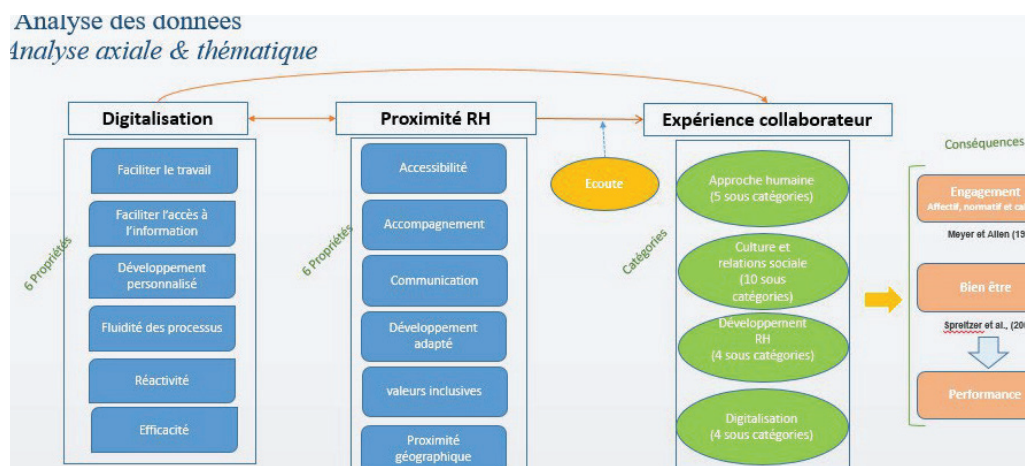 Analyse des données
Analyse axiale & thématique
Digitalisation
Proximité RH
Expérience collaborateur
6 Propriétés
Faciliter le travail
Faciliter l'accès à
l'information
Développement
personnalisé
Fluidité des processus
Réactivité
Efficacité
6 Propriétés
Accessibilité
Accompagnement
Communication
Développement
adapté
valeurs inclusives
Proximité
géographique
Ecoute
Catégories
Approche humaine
(5 sous catégories)
Culture et
relations sociale
(10 sous
catégories)
Développement
RH
(4 sous catégories)
Digitalisation
(4 sous catégories)
Conséquences
Engagement
Affectif, normatif et
Meyer et Allen
Bien être
Spreitzer et al.,
Performance